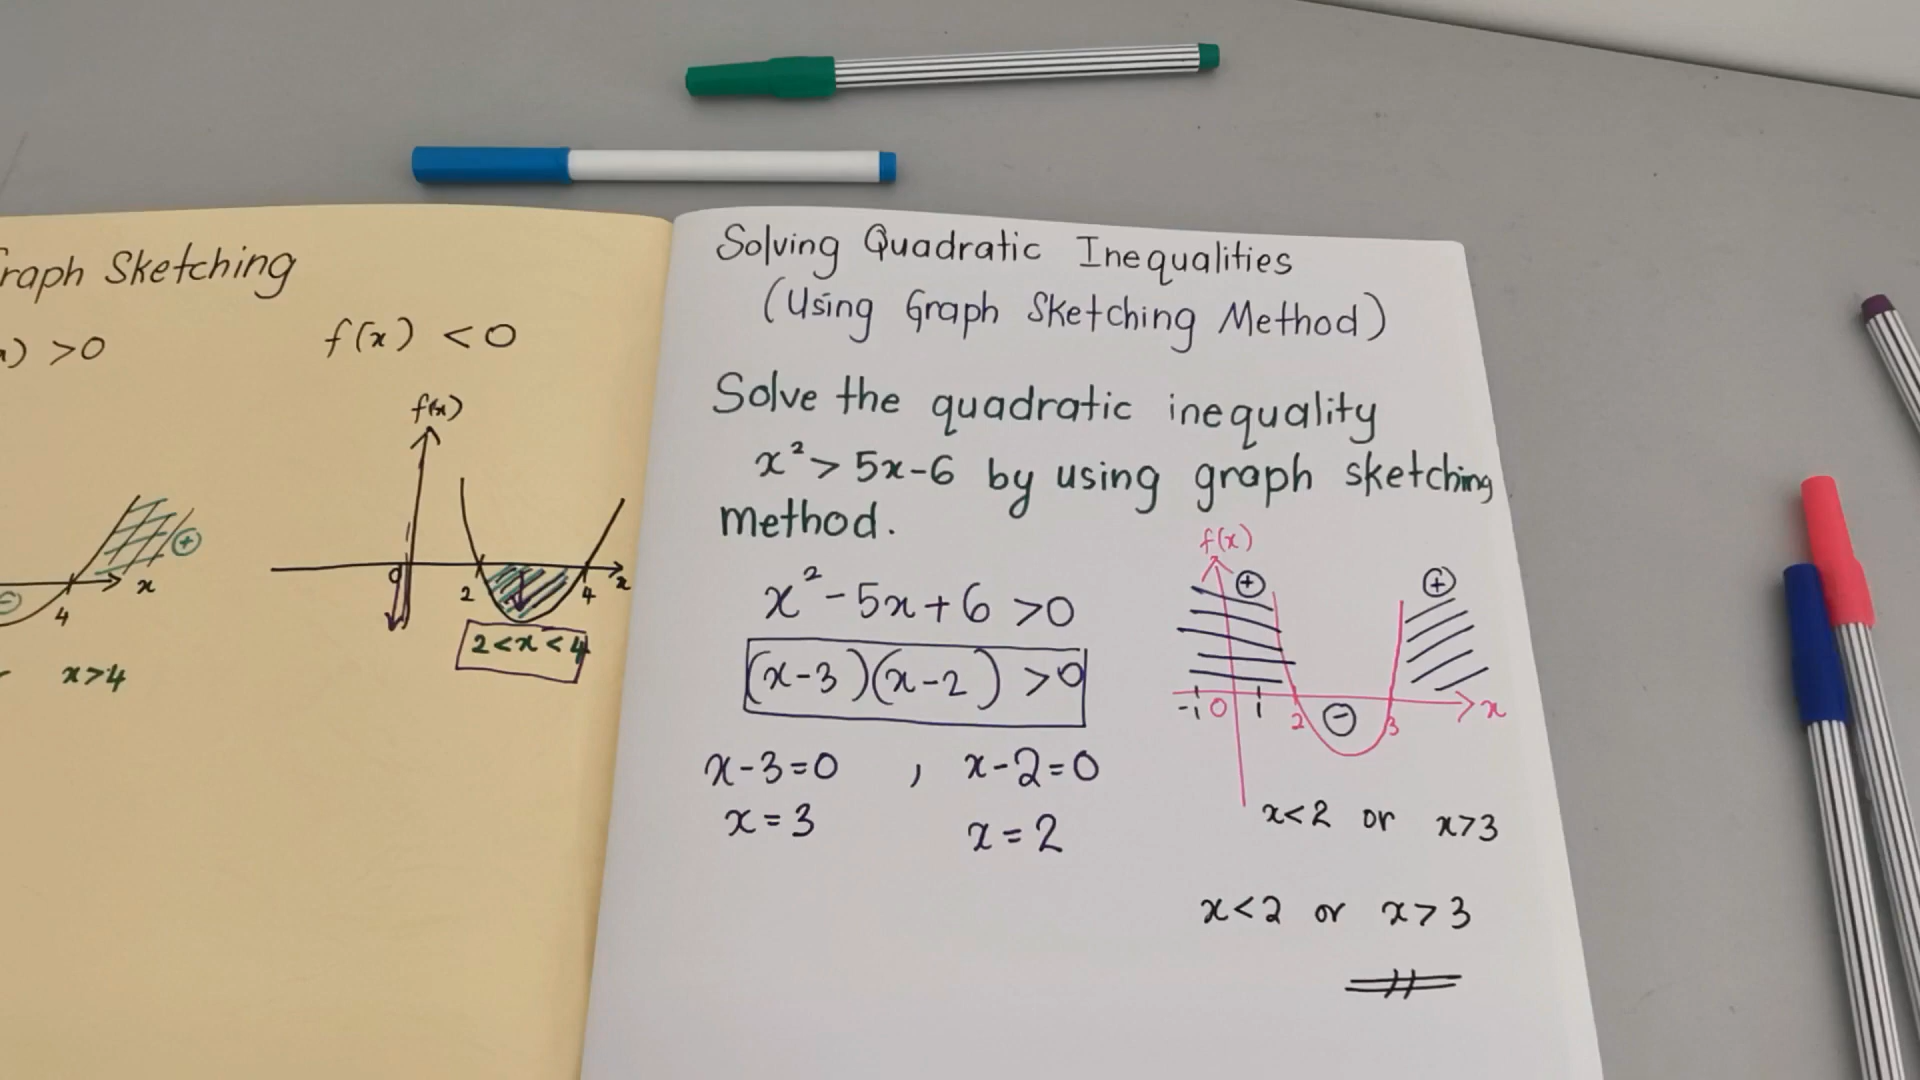 Graph Sketching
) >0
f(x) <0
f(x)
0
2
4
x
2<x<4
⊕
x
⊖
4
x>4
Solving Quadratic Inequalities
(Using Graph Sketching Method)
Solve the quadratic inequality
x²>5x-6 by using graph sketching
method.
x²-5x+6 >0
(x-3)(x-2) >0
x-3=0 , x-2=0
x=3 x=2
f(x)
⊕ ⊕
-1 0 1 2 ⊖ 3 x
x<2 or x>3
x<2 or x>3